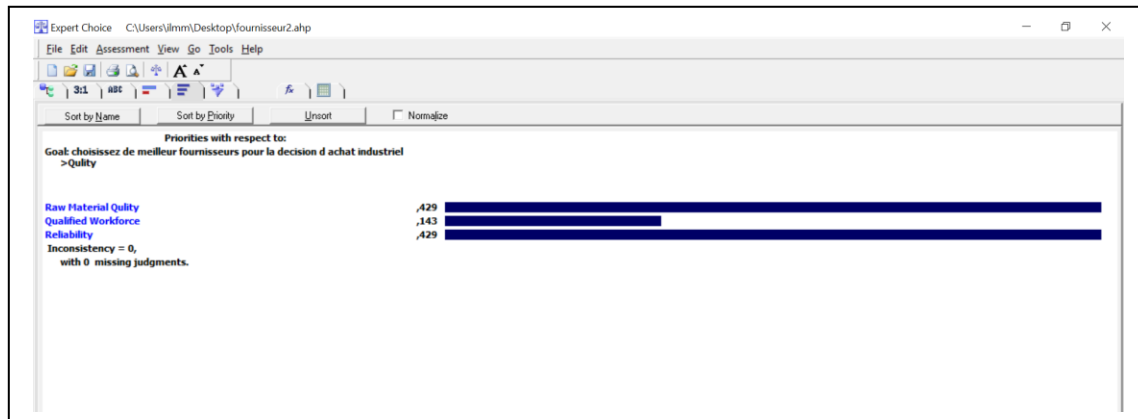 Expert Choice C:\Users\ilmm\Desktop\fournisseur2.ahp
File Edit Assessment View Go Tools Help
A A
3:1 ABC fx
Sort by Name Sort by Priority Unsort Normalize
Priorities with respect to:
Goal: choisissez de meilleur fournisseurs pour la decision d achat industriel
>Qulity
Raw Material Qulity ,429
Qualified Workforce ,143
Reliability ,429
Inconsistency = 0,
with 0 missing judgments.